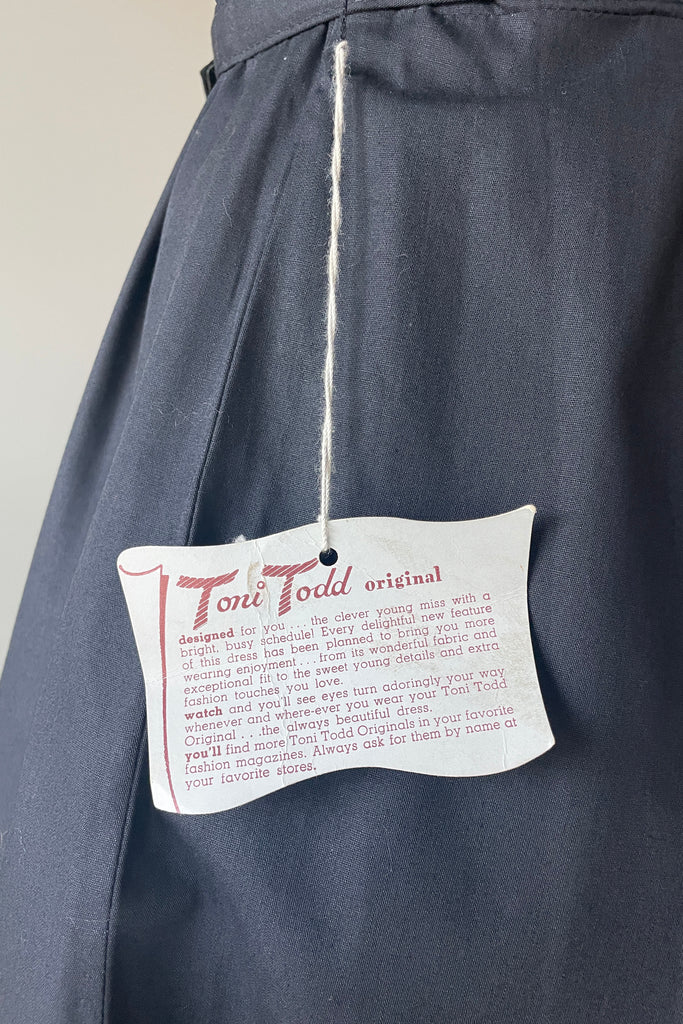 Toni Todd original
designed for you...the clever young miss with a
bright, busy schedule! Every delightful new feature
of this dress has been planned to bring you more
wearing enjoyment...from its wonderful fabric and
exceptional fit to the sweet young details and extra
fashion touches you love.
watch and you'll see eyes turn adoringly your way
whenever and where-ever you wear your Toni Todd
Original...the always beautiful dress.
you'll find more Toni Todd Originals in your favorite
fashion magazines. Always ask for them by name at
your favorite stores.